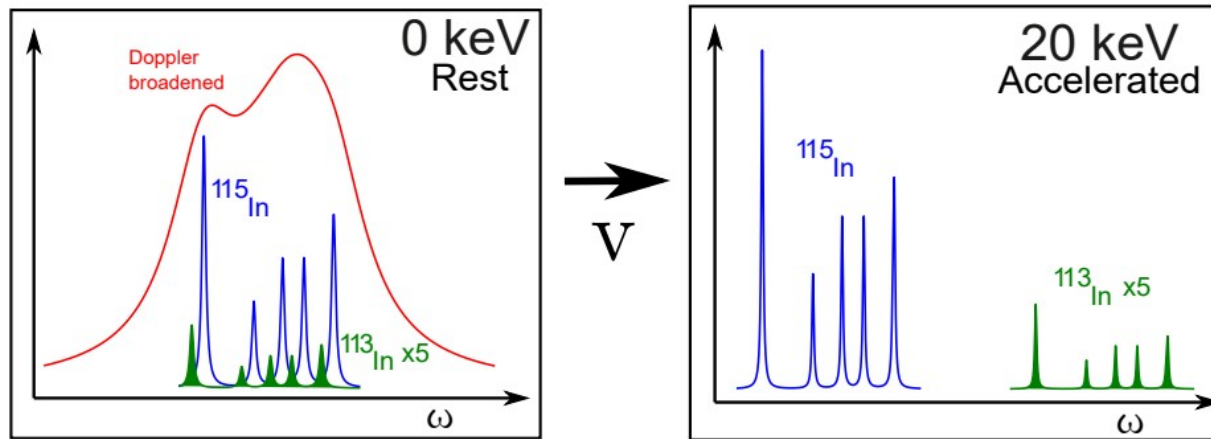 0 keV
Rest
Doppler
broadened
¹¹⁵In
¹¹³In x5
ω
V
20 keV
Accelerated
¹¹⁵In
¹¹³In x5
ω